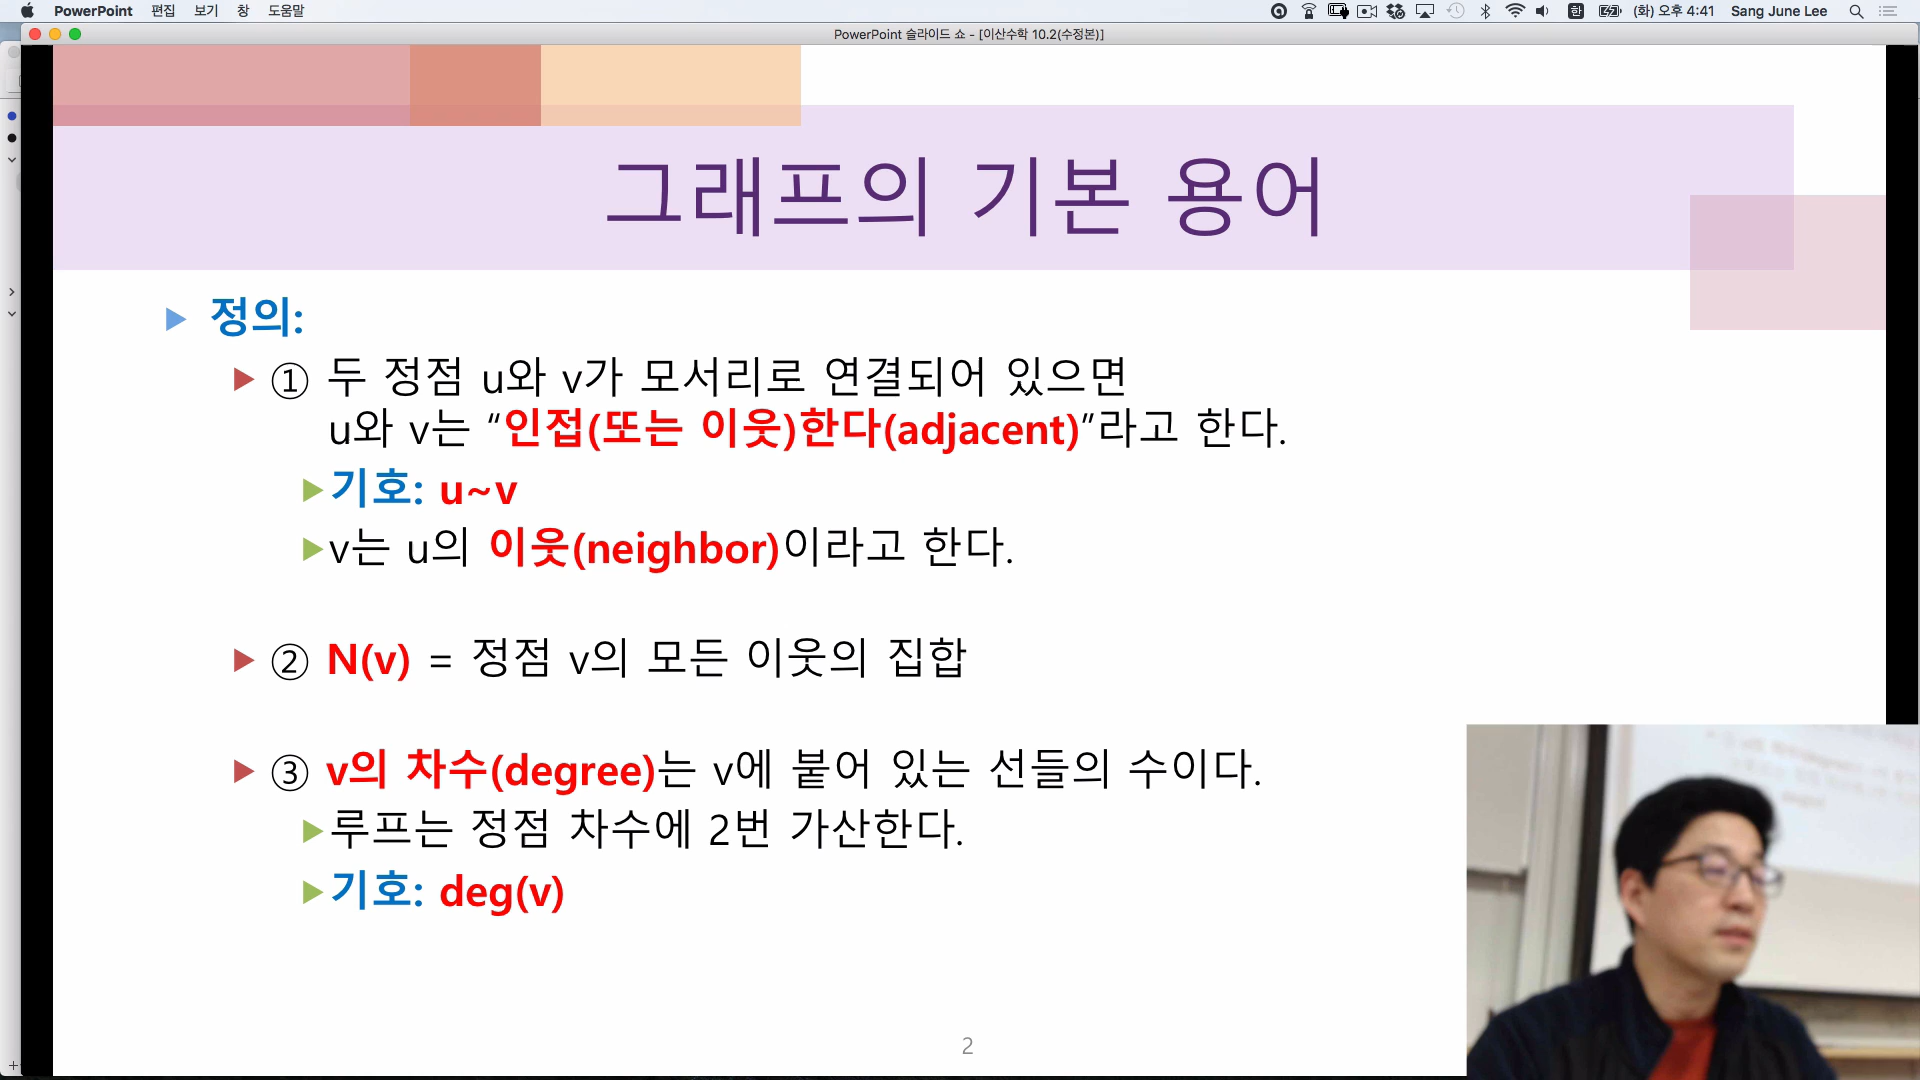 PowerPoint 편집 보기 창 도움말 (화) 오후 4:41 Sang June Lee
PowerPoint 슬라이드 쇼 - [이산수학 10.2(수정본)]
그래프의 기본 용어
정의:
① 두 정점 u와 v가 모서리로 연결되어 있으면
u와 v는 “인접(또는 이웃)한다(adjacent)”라고 한다.
기호: u~v
v는 u의 이웃(neighbor)이라고 한다.
② N(v) = 정점 v의 모든 이웃의 집합
③ v의 차수(degree)는 v에 붙어 있는 선들의 수이다.
루프는 정점 차수에 2번 가산한다.
기호: deg(v)
2